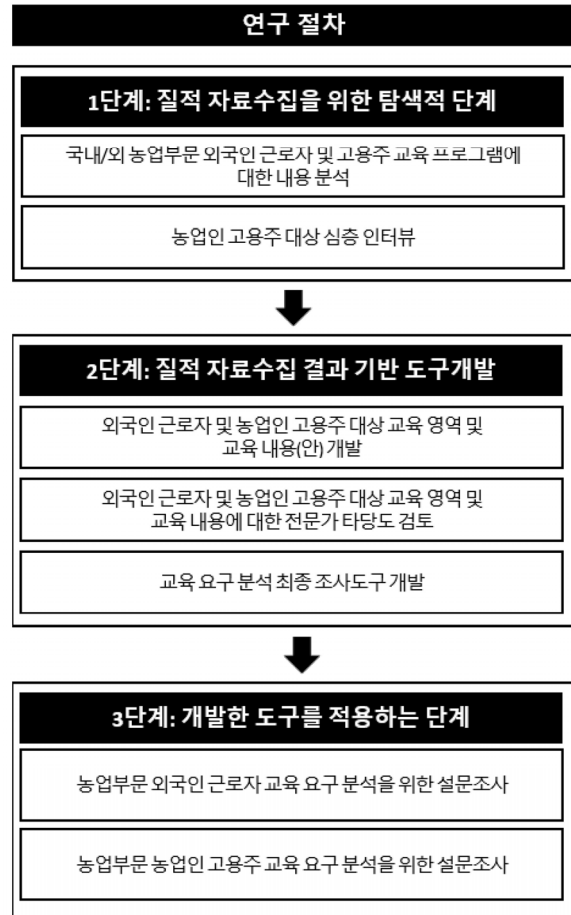 연구 절차
1단계: 질적 자료수집을 위한 탐색적 단계
국내/외 농업부문 외국인 근로자 및 고용주 교육 프로그램에
대한 내용 분석
농업인 고용주 대상 심층 인터뷰
2단계: 질적 자료수집 결과 기반 도구개발
외국인 근로자 및 농업인 고용주 대상 교육 영역 및
교육 내용(안) 개발
외국인 근로자 및 농업인 고용주 대상 교육 영역 및
교육 내용에 대한 전문가 타당도 검토
교육 요구 분석 최종 조사도구 개발
3단계: 개발한 도구를 적용하는 단계
농업부문 외국인 근로자 교육 요구 분석을 위한 설문조사
농업부문 농업인 고용주 교육 요구 분석을 위한 설문조사